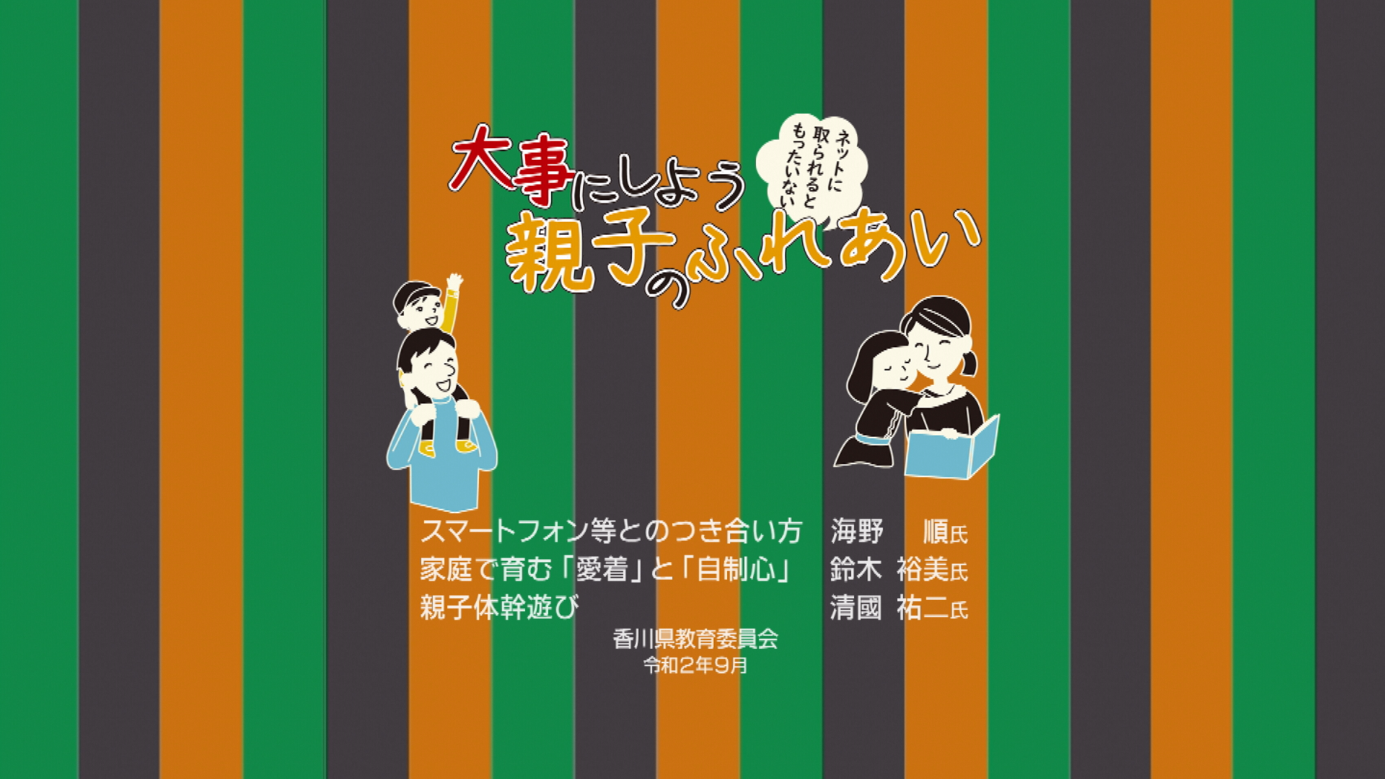 大事にしよう
ネットに
取られると
もったいない
親子のふれあい
スマートフォン等とのつき合い方　海野　順氏
家庭で育む「愛着」と「自制心」　鈴木 裕美氏
親子体幹遊び　清國 祐二氏
香川県教育委員会
令和2年9月